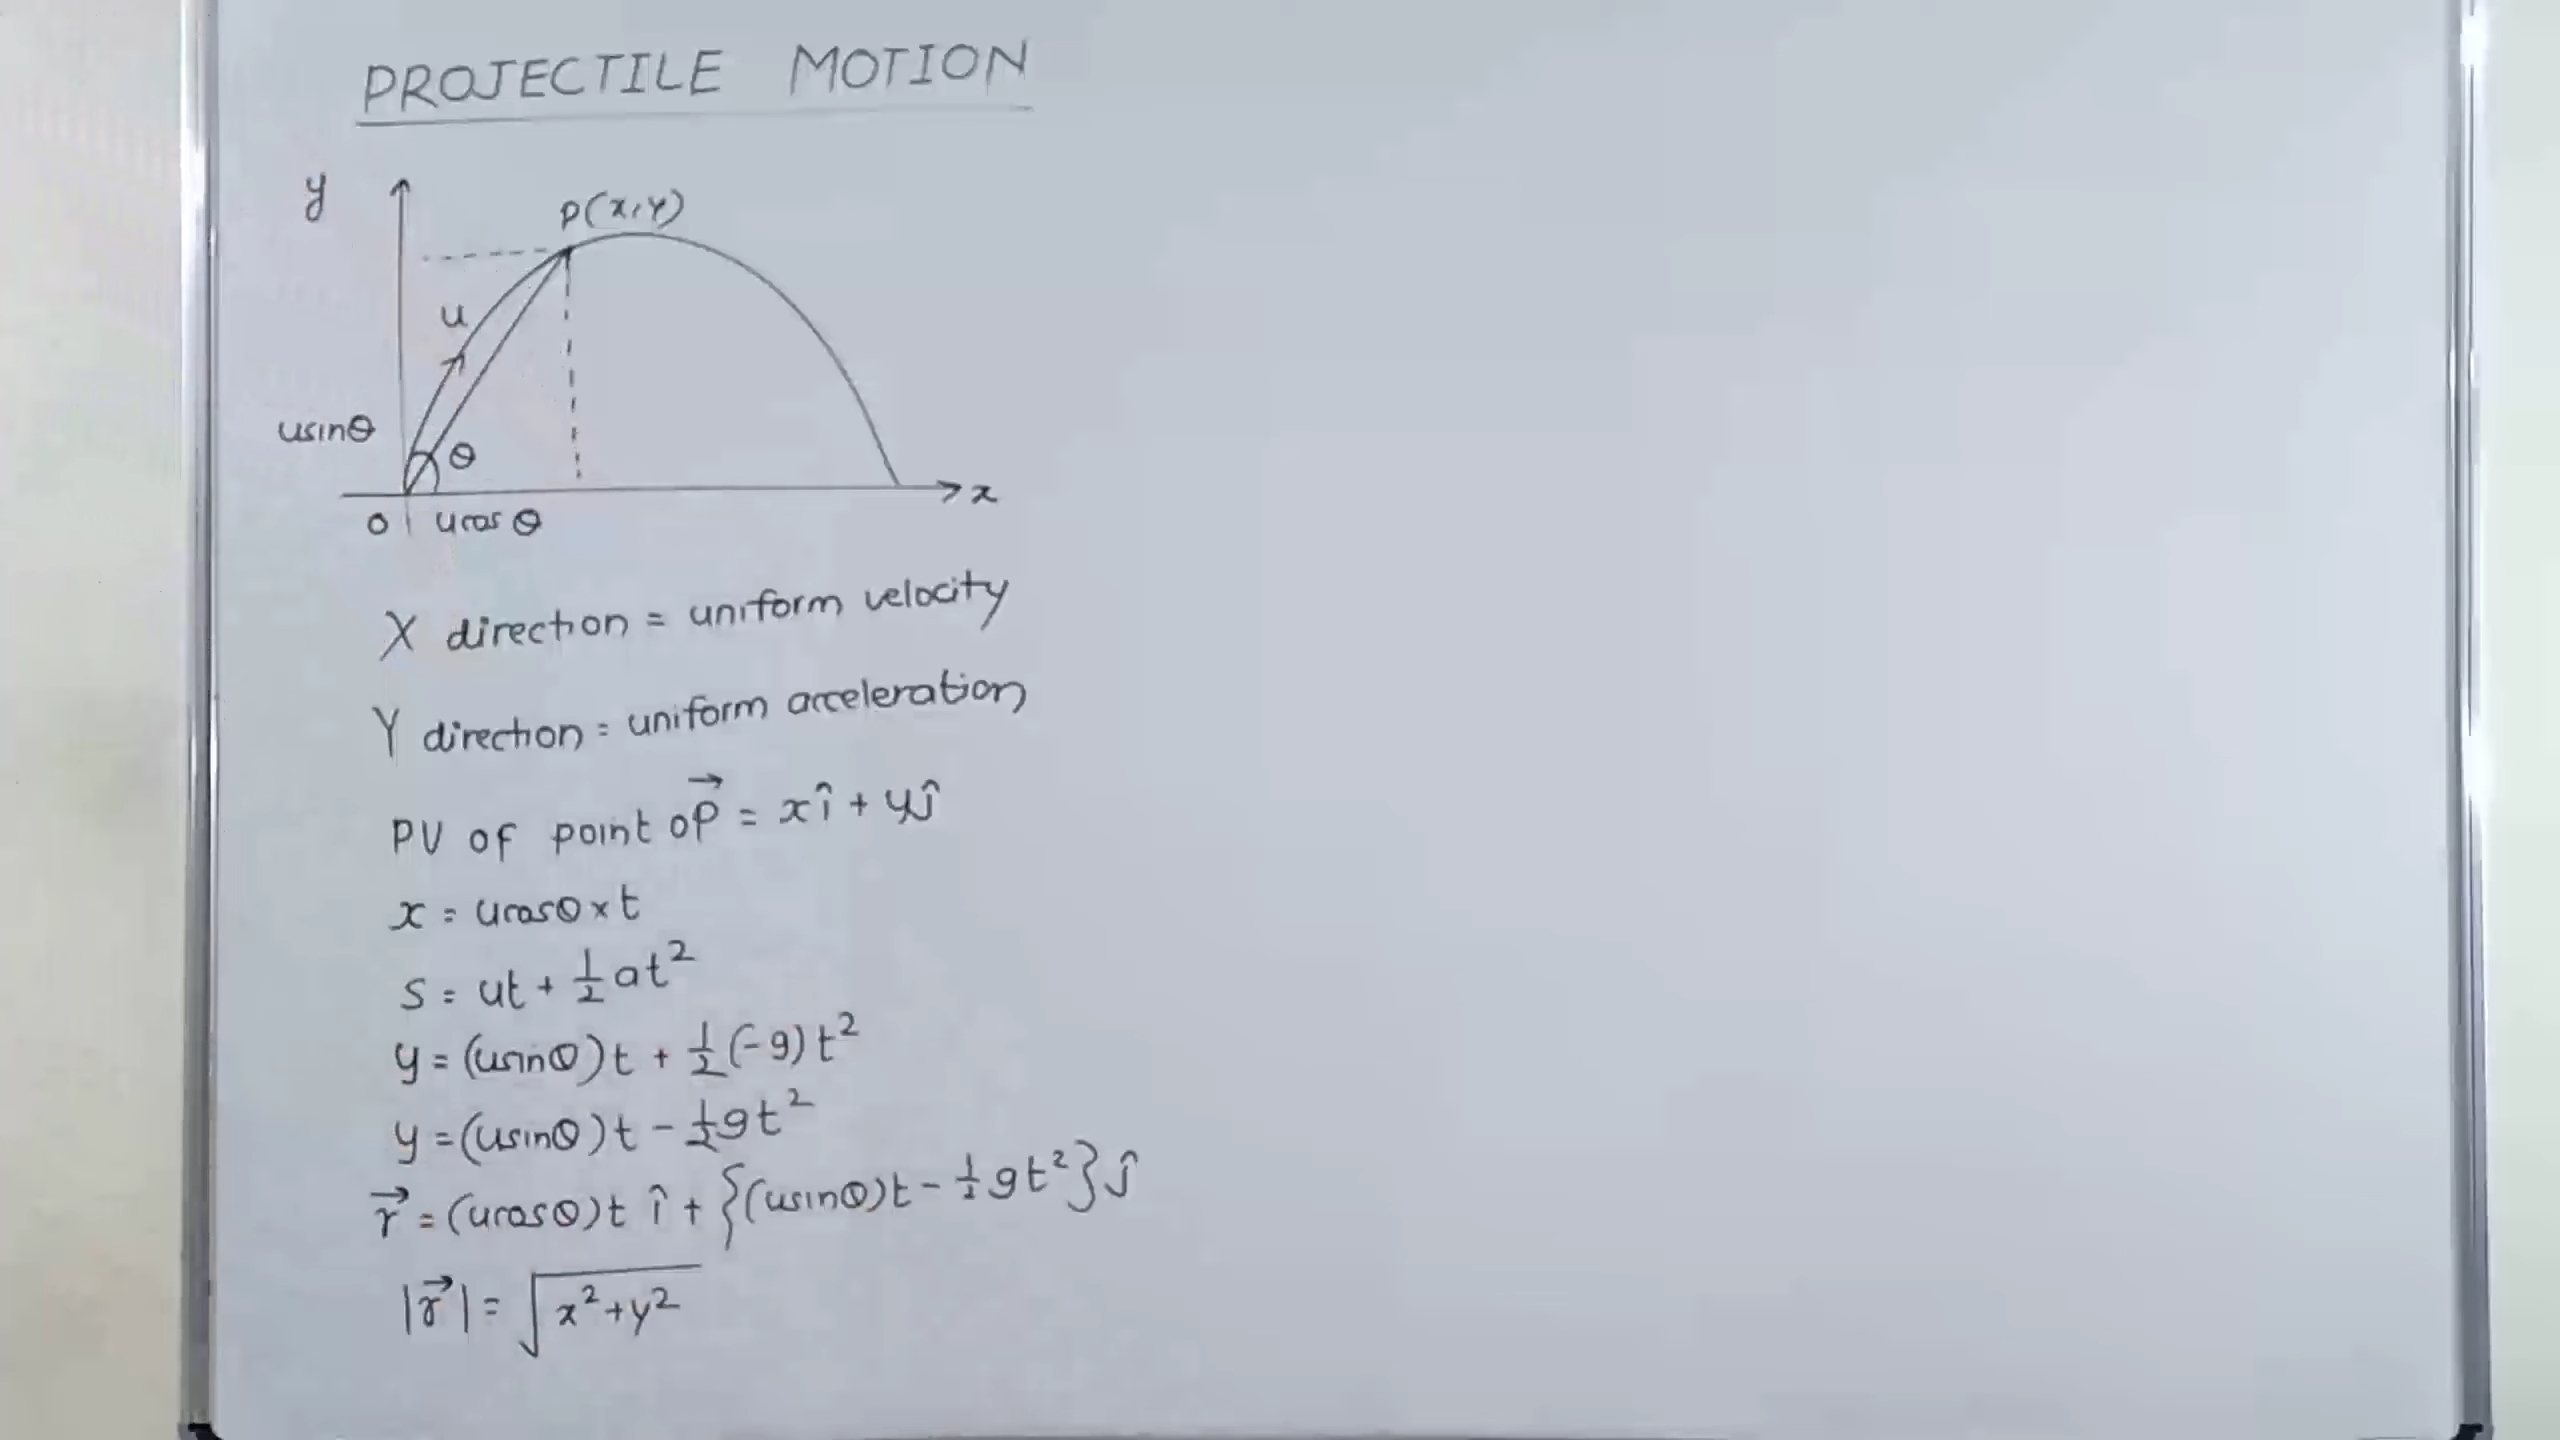 PROJECTILE MOTION
y
P(x,y)
u
usinθ
θ
x
O
ucosθ
X direction = uniform velocity
Y direction = uniform acceleration
PV of point oP⃗ = xî + yĵ
x = ucosθ × t
s = ut + ½at²
y = (usinθ)t + ½(-g)t²
y = (usinθ)t - ½gt²
r⃗ = (ucosθ)t î + {(usinθ)t - ½gt²}ĵ
|r⃗| = √x²+y²